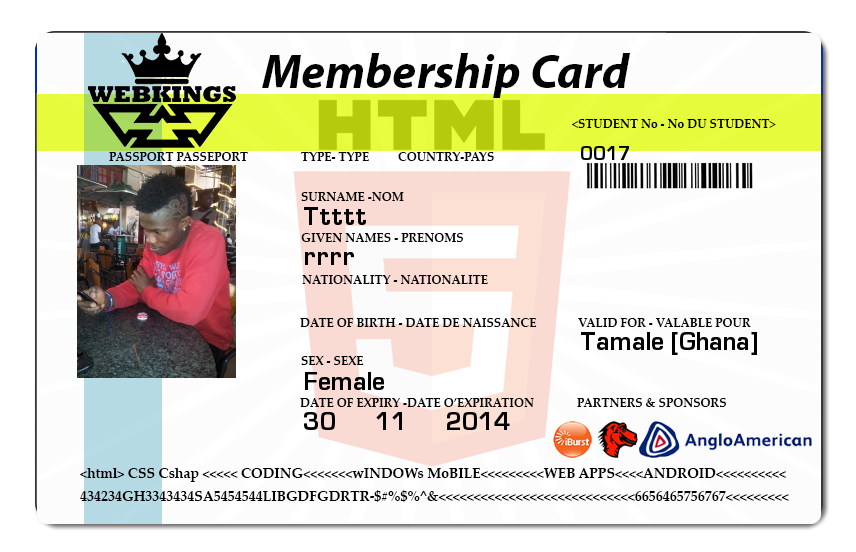 Membership Card
WEBKINGS
HTML
<STUDENT No - No DU STUDENT>
PASSPORT PASSEPORT
TYPE- TYPE COUNTRY-PAYS
0017
SURNAME -NOM
Ttttt
GIVEN NAMES - PRENOMS
rrrr
NATIONALITY - NATIONALITE
DATE OF BIRTH - DATE DE NAISSANCE
VALID FOR - VALABLE POUR
Tamale [Ghana]
SEX - SEXE
Female
DATE OF EXPIRY -DATE O'EXPIRATION
30 11 2014
PARTNERS & SPONSORS
iBurst
AngloAmerican
<html> CSS Cshap <<<<< CODING<<<<<<<wINDOWs MoBILE<<<<<<<<<WEB APPS<<<<ANDROID<<<<<<<<<<
434234GH3343434SA5454544LIBGDFGDRTR-$#%$%^&<<<<<<<<<<<<<<<<<<<<<<<<<<<<6656465756767<<<<<<<<<